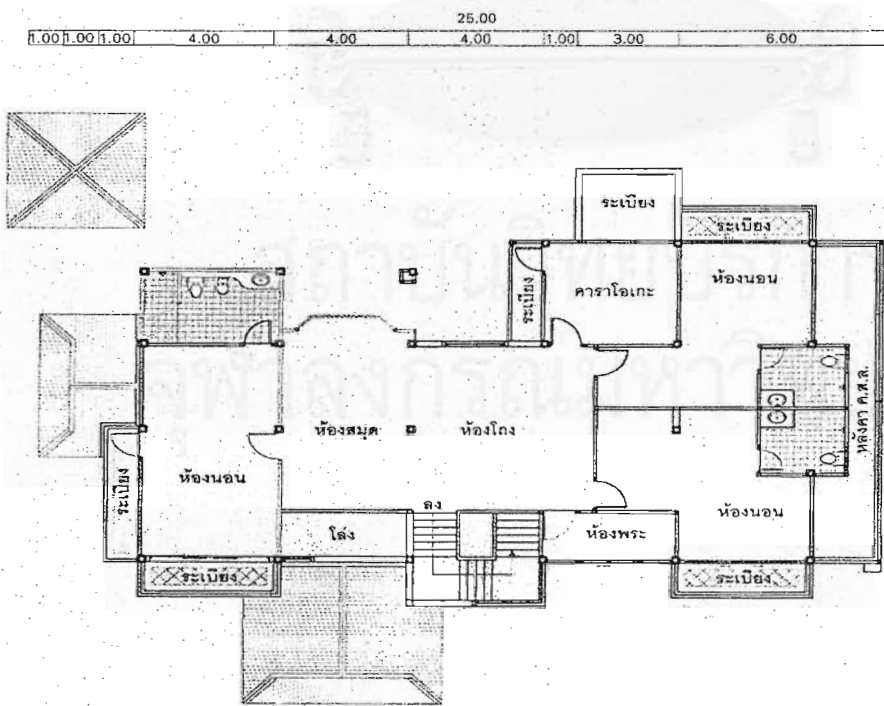 25.00
1.00 1.00 1.00 4.00 4.00 4.00 1.00 3.00 6.00
ระเบียง
ระเบียง
ระเบียง
คาราโอเกะ
ห้องนอน
ห้องสมุด
ห้องโถง
หลังคา ค.ส.ล.
ระเบียง
ห้องนอน
ลง
โล่ง
ห้องพระ
ห้องนอน
ระเบียง
ระเบียง